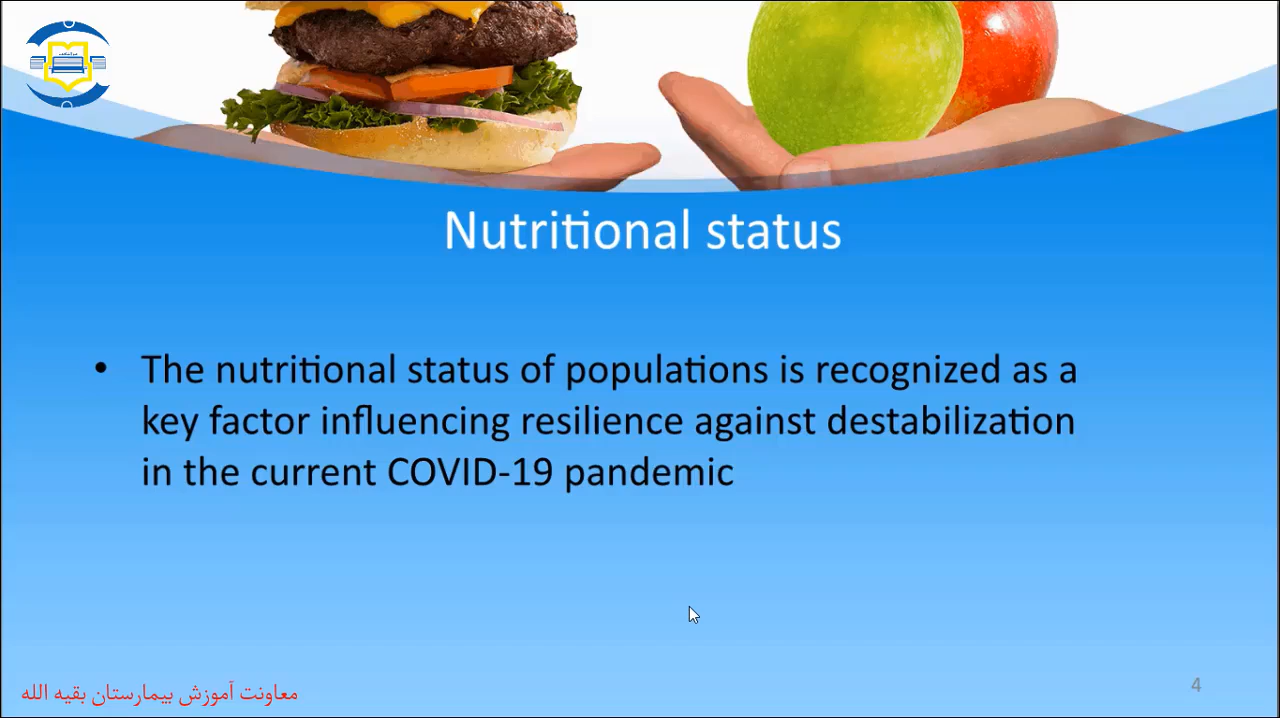 Nutritional status
• The nutritional status of populations is recognized as a
key factor influencing resilience against destabilization
in the current COVID-19 pandemic
معاونت آموزش بیمارستان بقیه الله
4